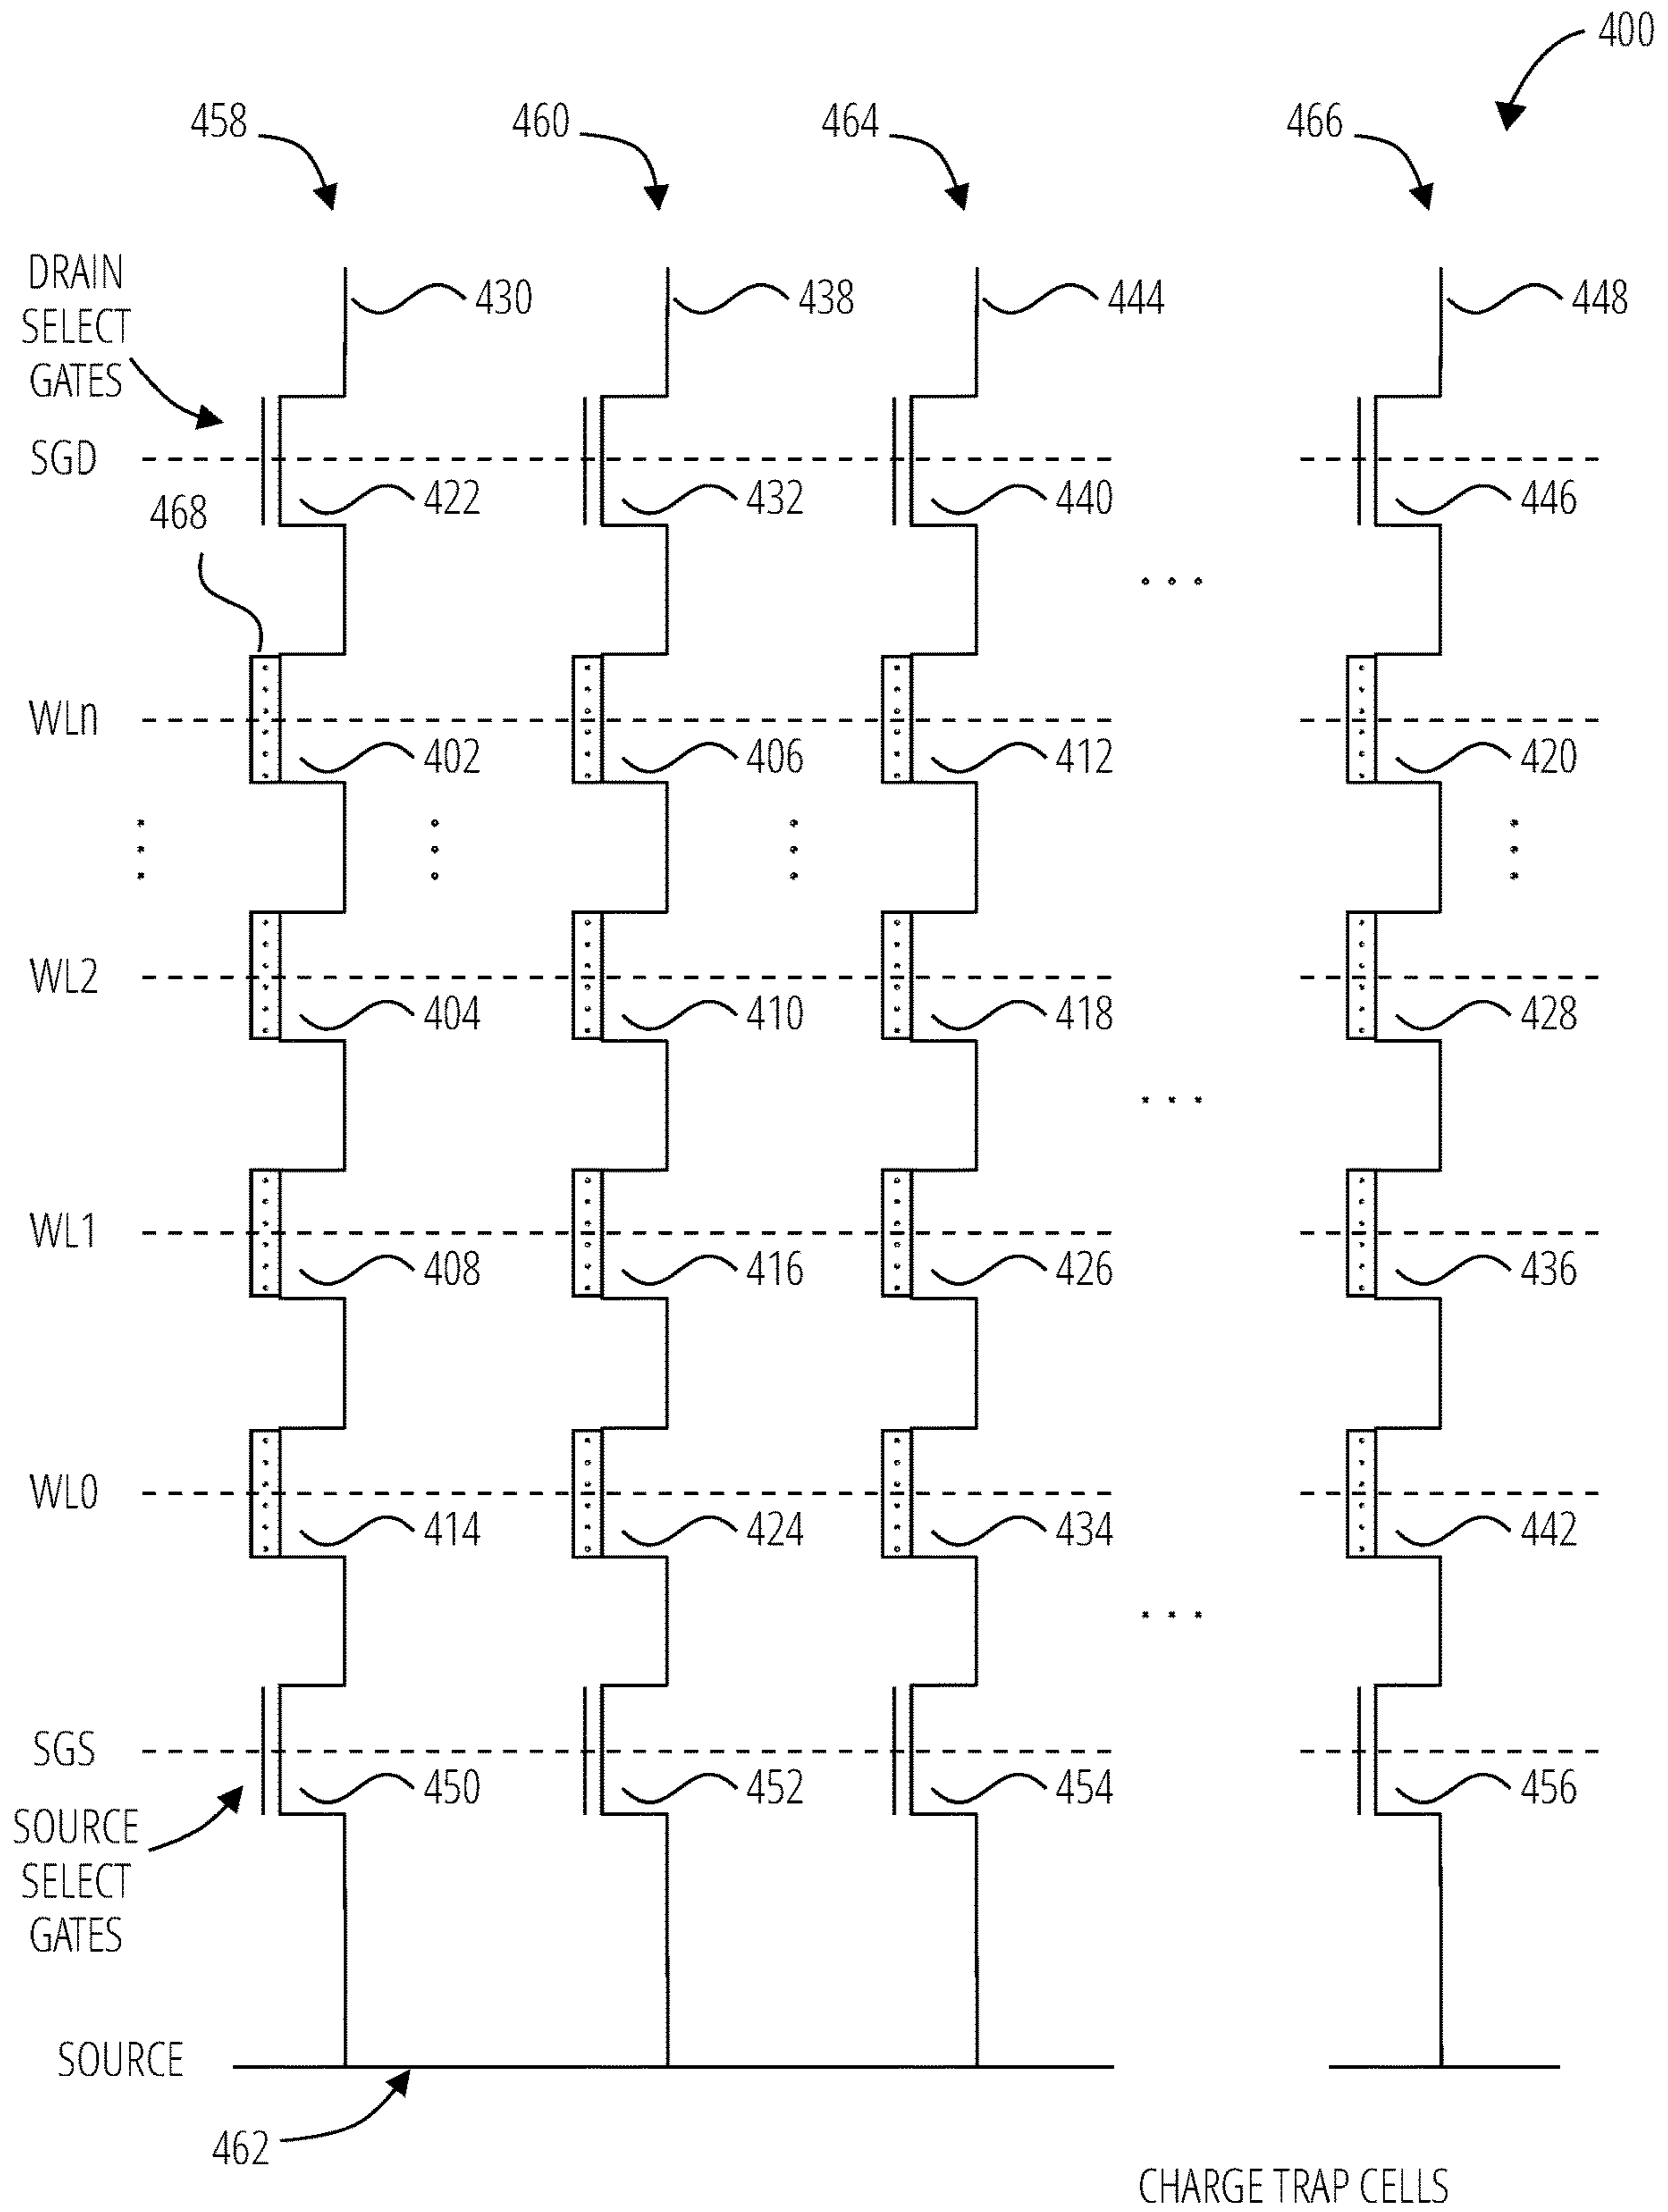 400
458 460 464 466
DRAIN
SELECT
GATES
430 438 444 448
SGD
422 432 440 446
468
WLn
402 406 412 420
WL2
404 410 418 428
WL1
408 416 426 436
WL0
414 424 434 442
SGS
450 452 454 456
SOURCE
SELECT
GATES
SOURCE
462
CHARGE TRAP CELLS